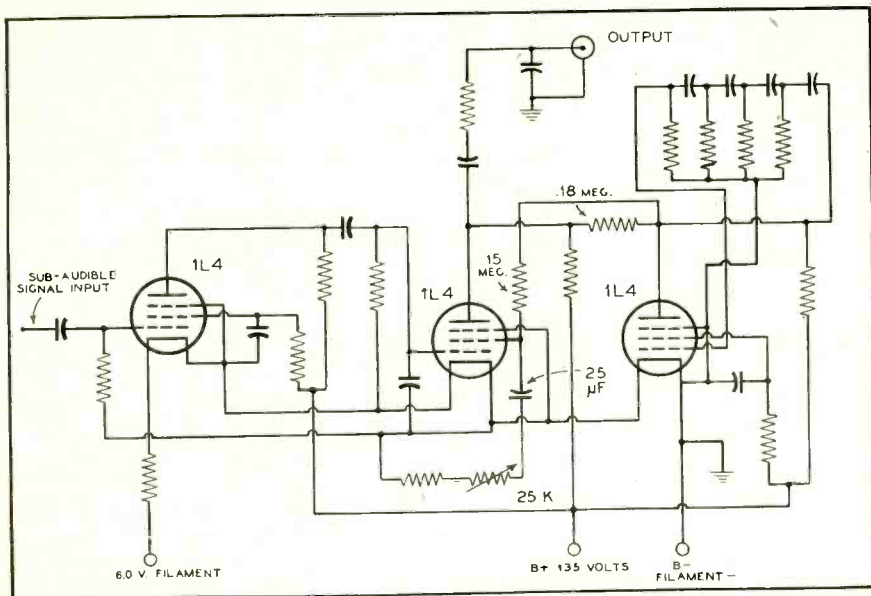 OUTPUT
.18 MEG.
1L4
SUB-AUDIBLE
SIGNAL INPUT
15
MEG.
1L4
1L4
25
µF
25 K
6.0 V. FILAMENT
B+ 135 VOLTS
B-
FILAMENT -